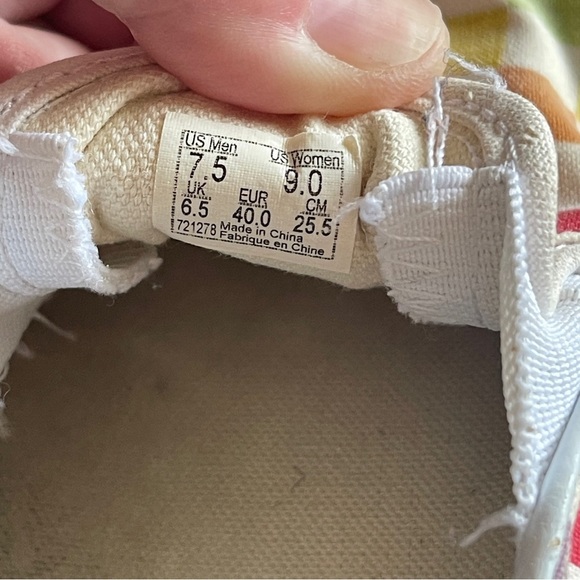 US Men US Women
7.5 9.0
UK EUR CM
6.5 40.0 25.5
721278 Made in China
Fabrique en Chine